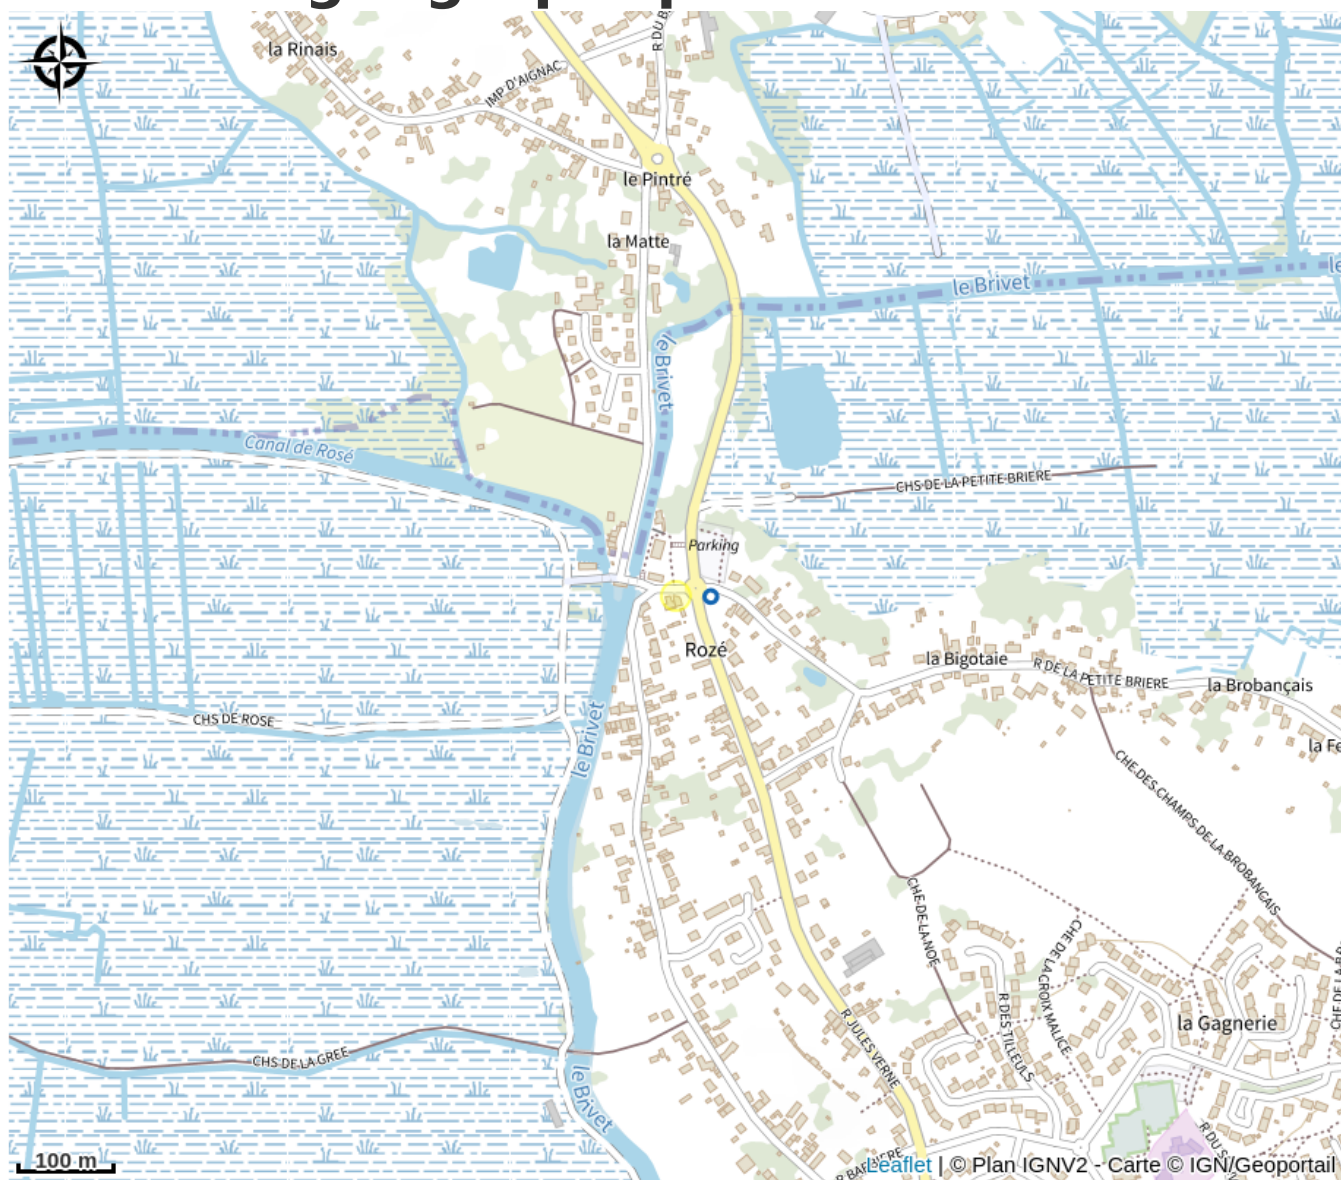 la Rinais
IMP D'AIGNAC
R DU B
le Pintré
la Matte
le Brivet
le
le Brivet
Canal de Rosé
CHS DE LA PETITE BRIERE
Parking
Rozé
la Bigotaie
R DE LA PETITE BRIERE
la Brobançais
la Fe
CHS DE ROSE
le Brivet
CHE DES CHAMPS DE LA BROBANCAIS
CHE DE LA NOE
CHE DE LA CROIX MALICE
R DES TILLEULS
la Gagnerie
R JULES VERNE
CHS DE LA GREE
le Brivet
100 m
Leaflet | © Plan IGNV2 - Carte © IGN/Geoportail